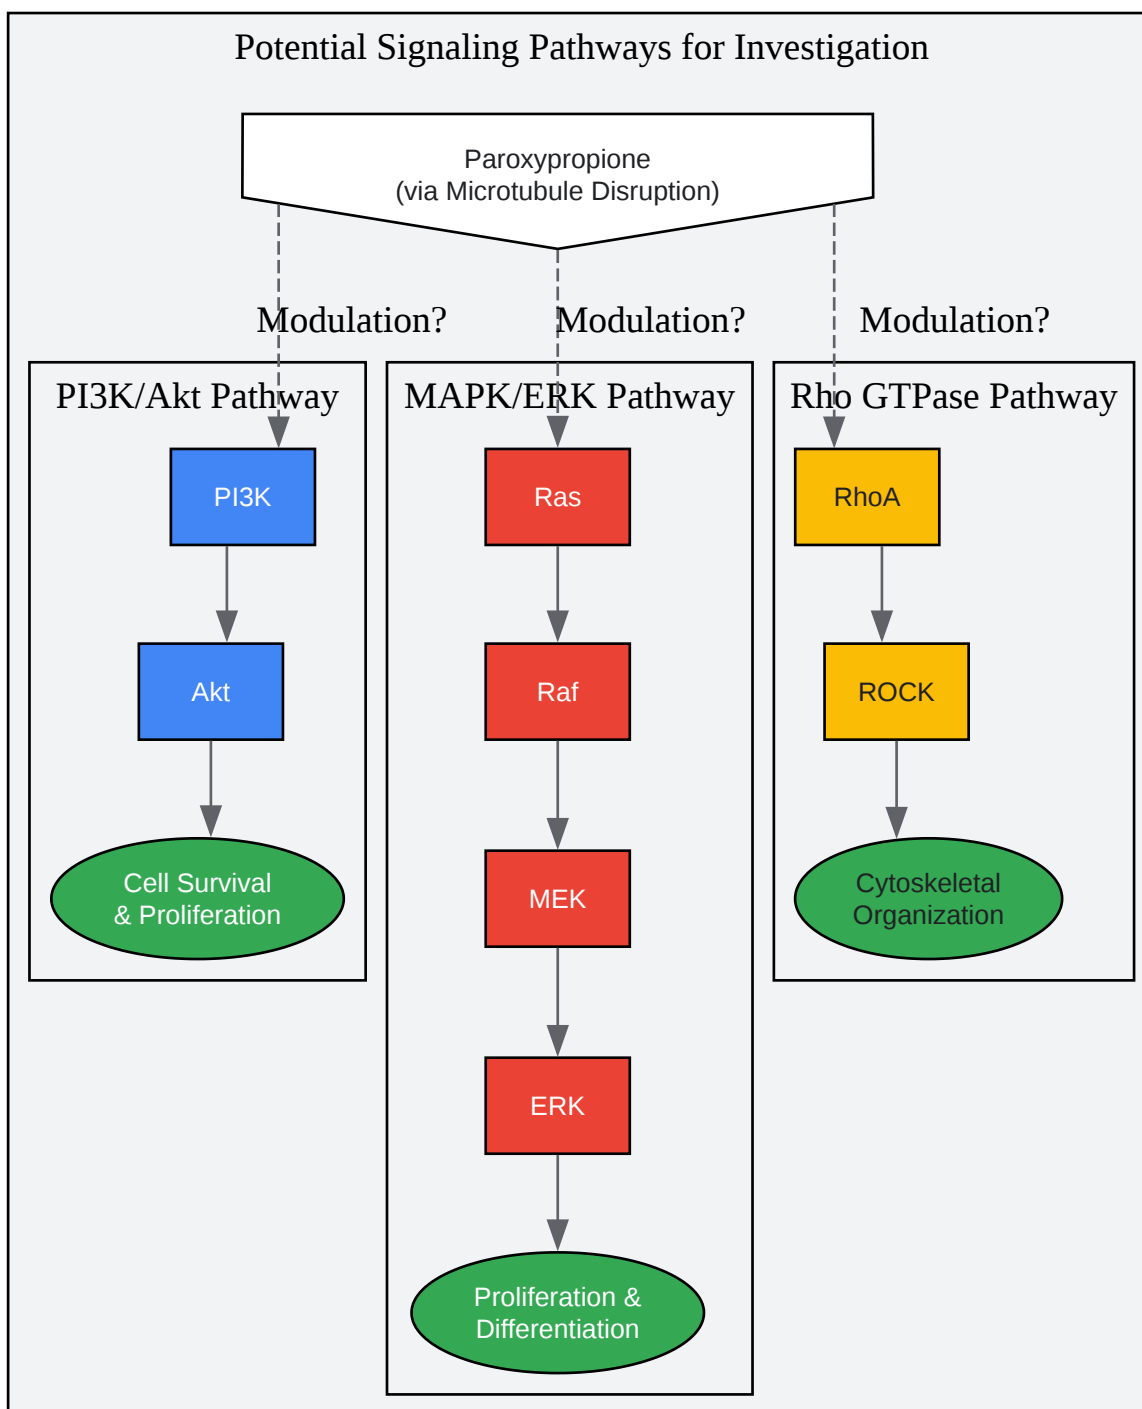 Potential Signaling Pathways for Investigation
Paroxypropione
(via Microtubule Disruption)
Modulation?
Modulation?
Modulation?
PI3K/Akt Pathway
MAPK/ERK Pathway
Rho GTPase Pathway
PI3K
Ras
RhoA
Akt
Raf
ROCK
Cell Survival
& Proliferation
MEK
Cytoskeletal
Organization
ERK
Proliferation &
Differentiation